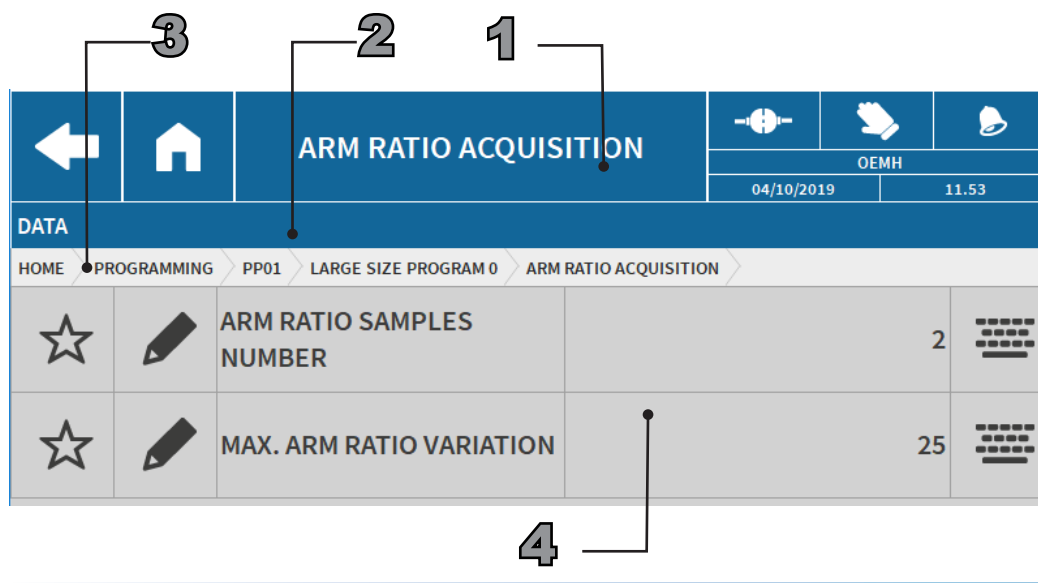 3 2 1
ARM RATIO ACQUISITION
OEMH
04/10/2019 11.53
DATA
HOME PROGRAMMING PP01 LARGE SIZE PROGRAM 0 ARM RATIO ACQUISITION
ARM RATIO SAMPLES
NUMBER
2
MAX. ARM RATIO VARIATION 25
4